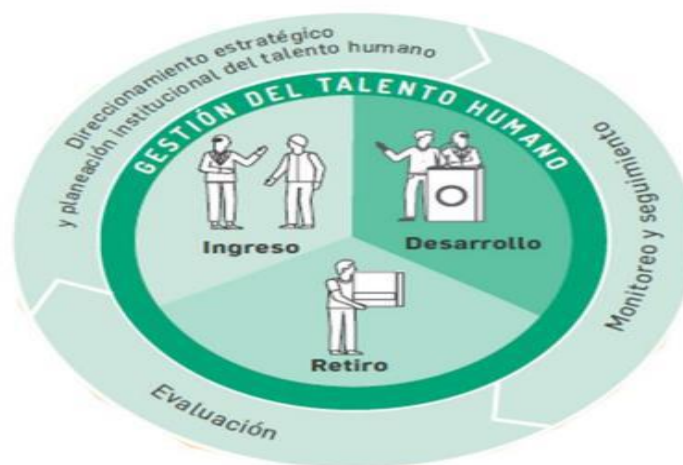 Direccionamiento estratégico
y planeación institucional del talento humano
GESTIÓN DEL TALENTO HUMANO
Ingreso
Desarrollo
Retiro
Monitoreo y seguimiento
Evaluación